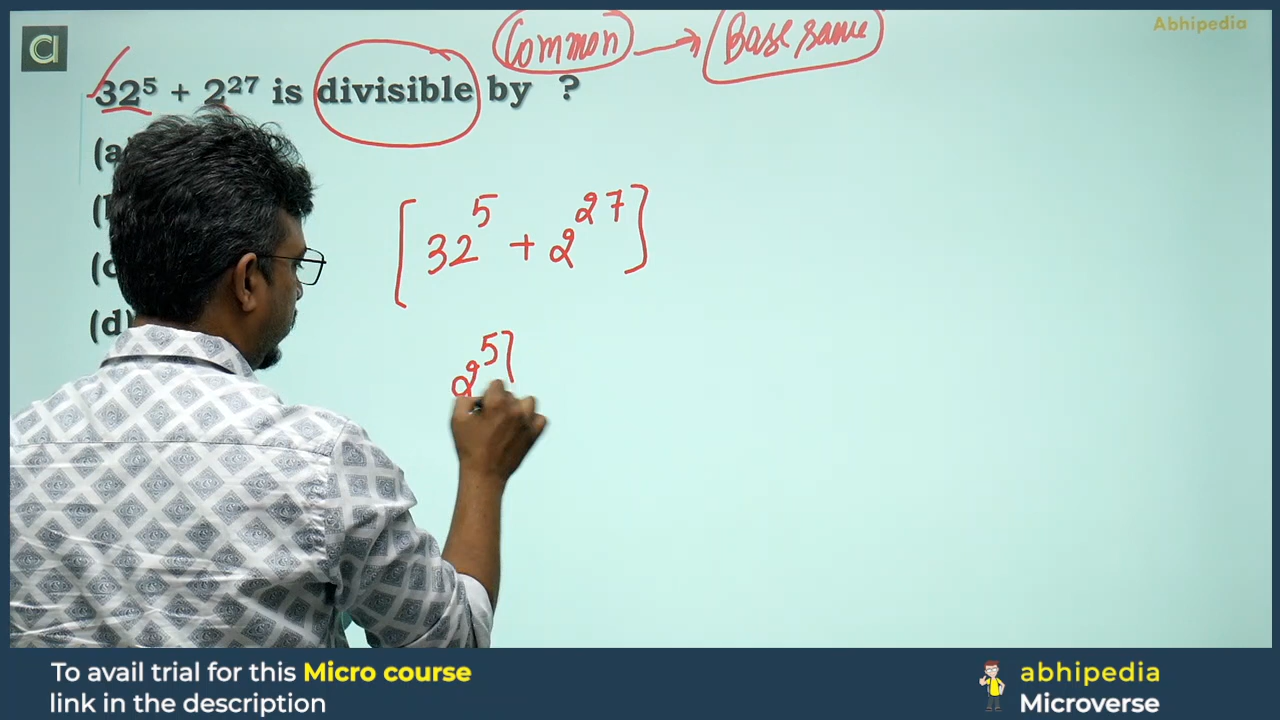 Common → Base same
Abhipedia
32⁵ + 2²⁷ is divisible by ?
(a)
(b
(c
(d)
[32⁵ + 2²⁷]
2⁵]
To avail trial for this Micro course
link in the description
abhipedia
Microverse